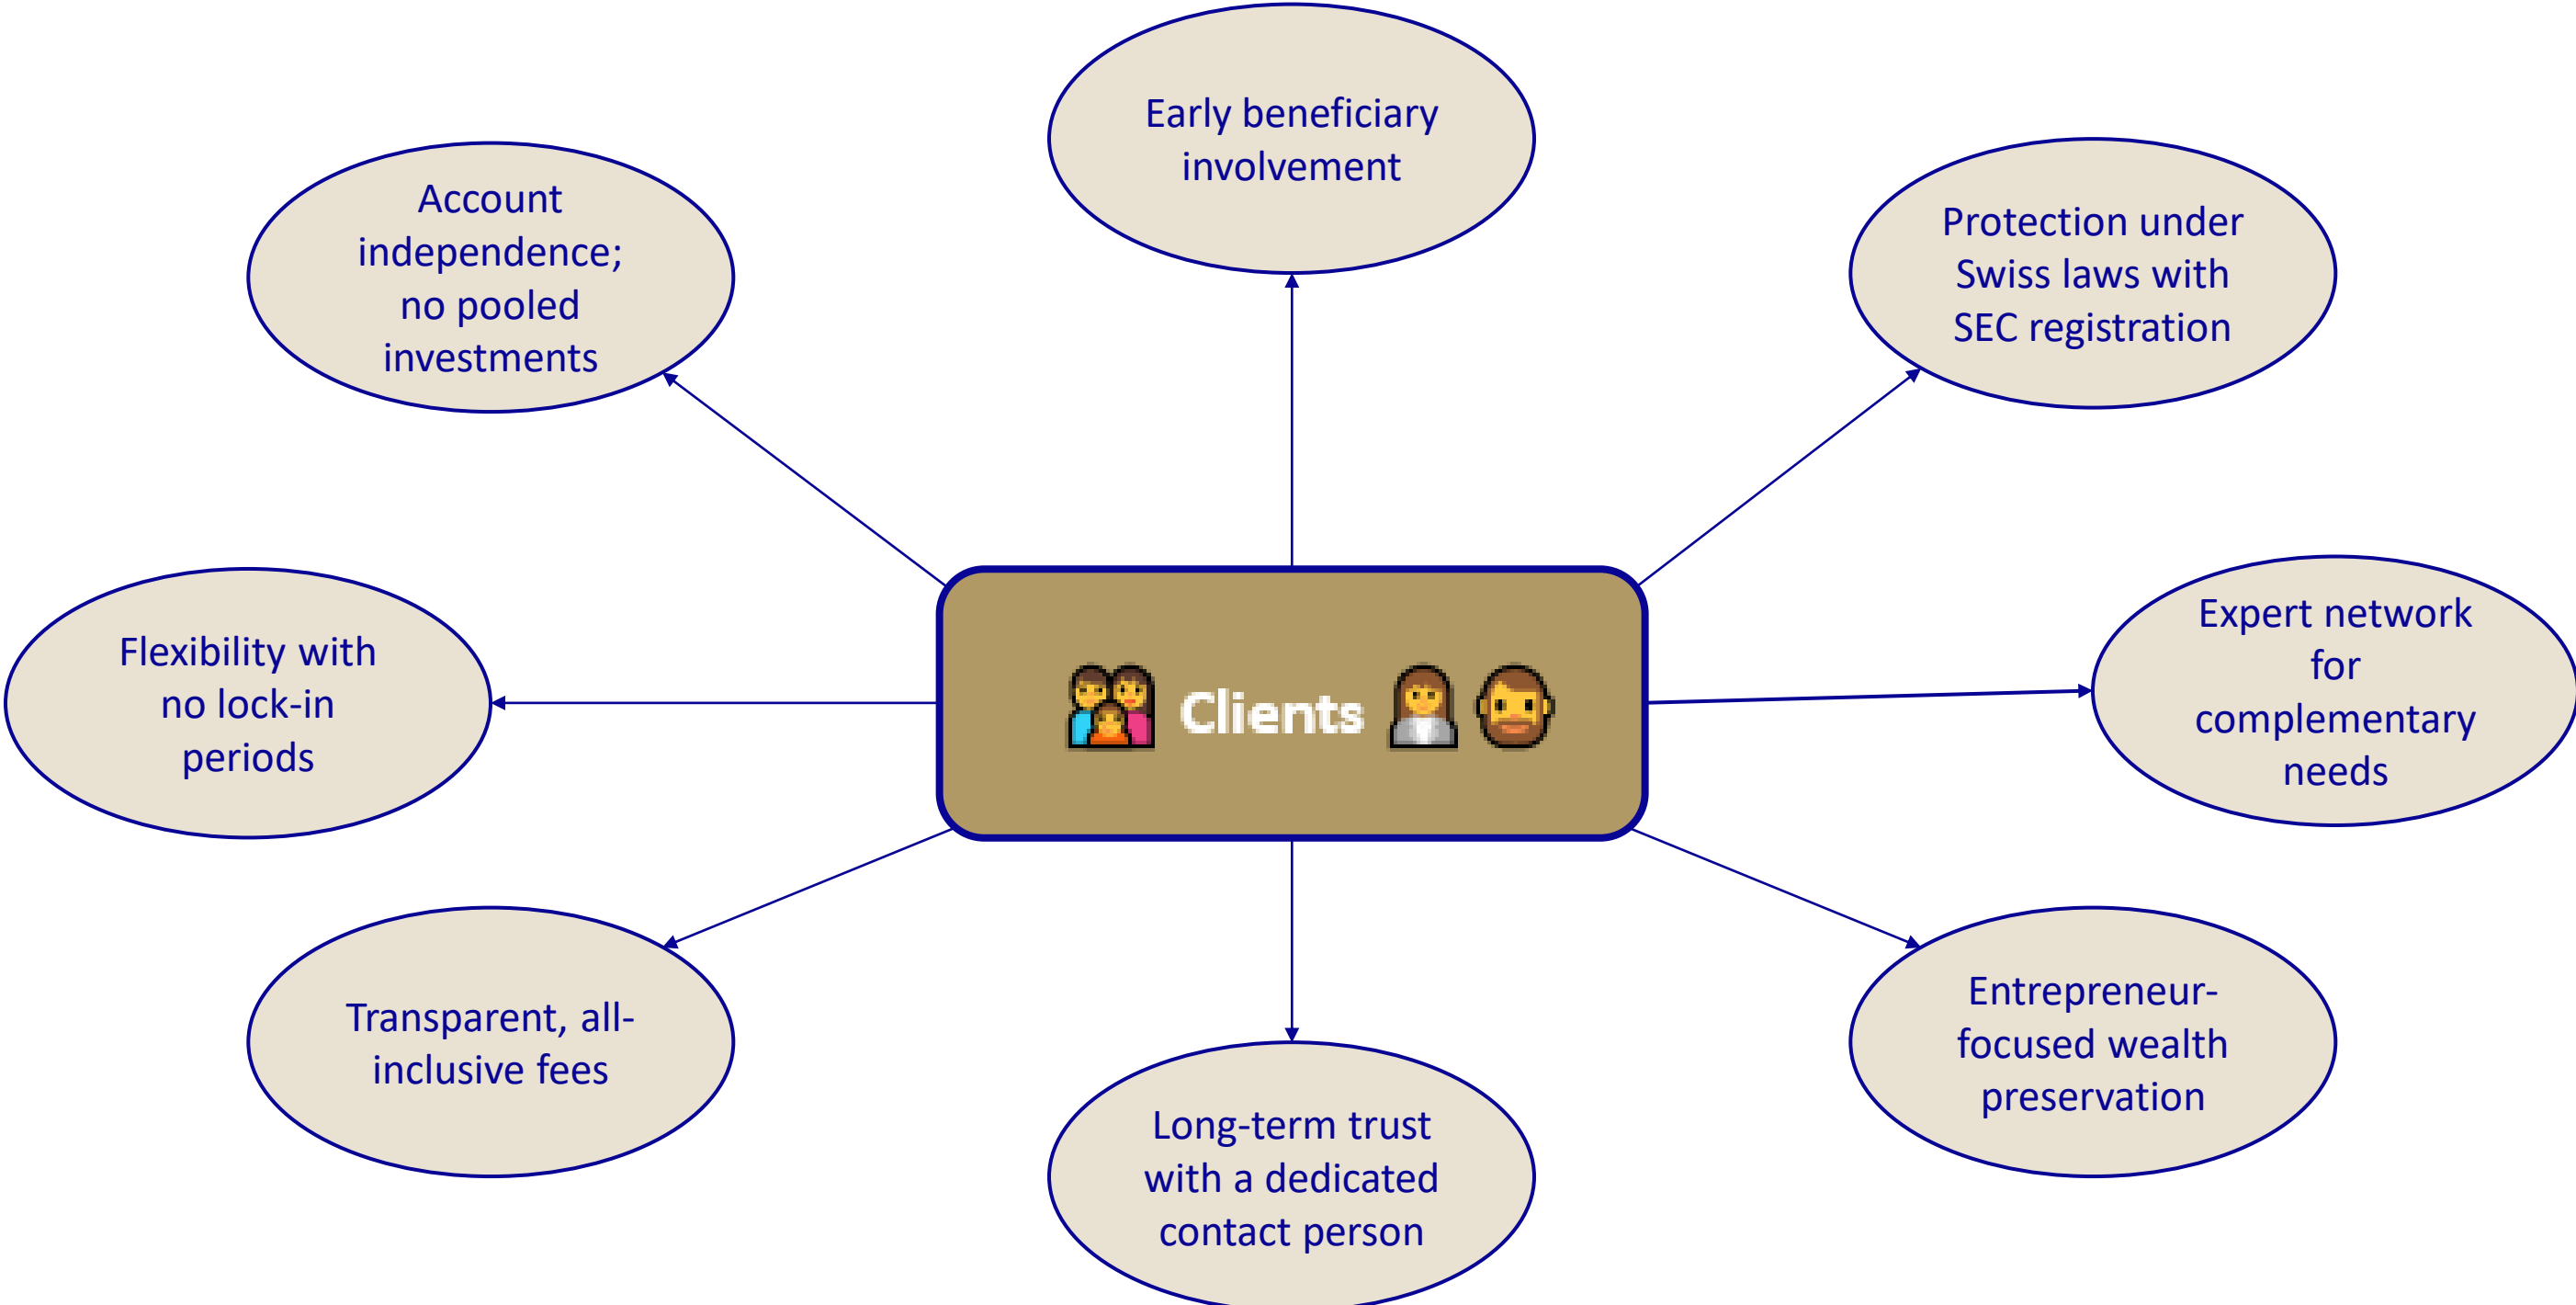 Early beneficiary
involvement
Account
independence;
no pooled
investments
Protection under
Swiss laws with
SEC registration
Flexibility with
no lock-in
periods
Clients
Expert network
for
complementary
needs
Transparent, all-
inclusive fees
Long-term trust
with a dedicated
contact person
Entrepreneur-
focused wealth
preservation